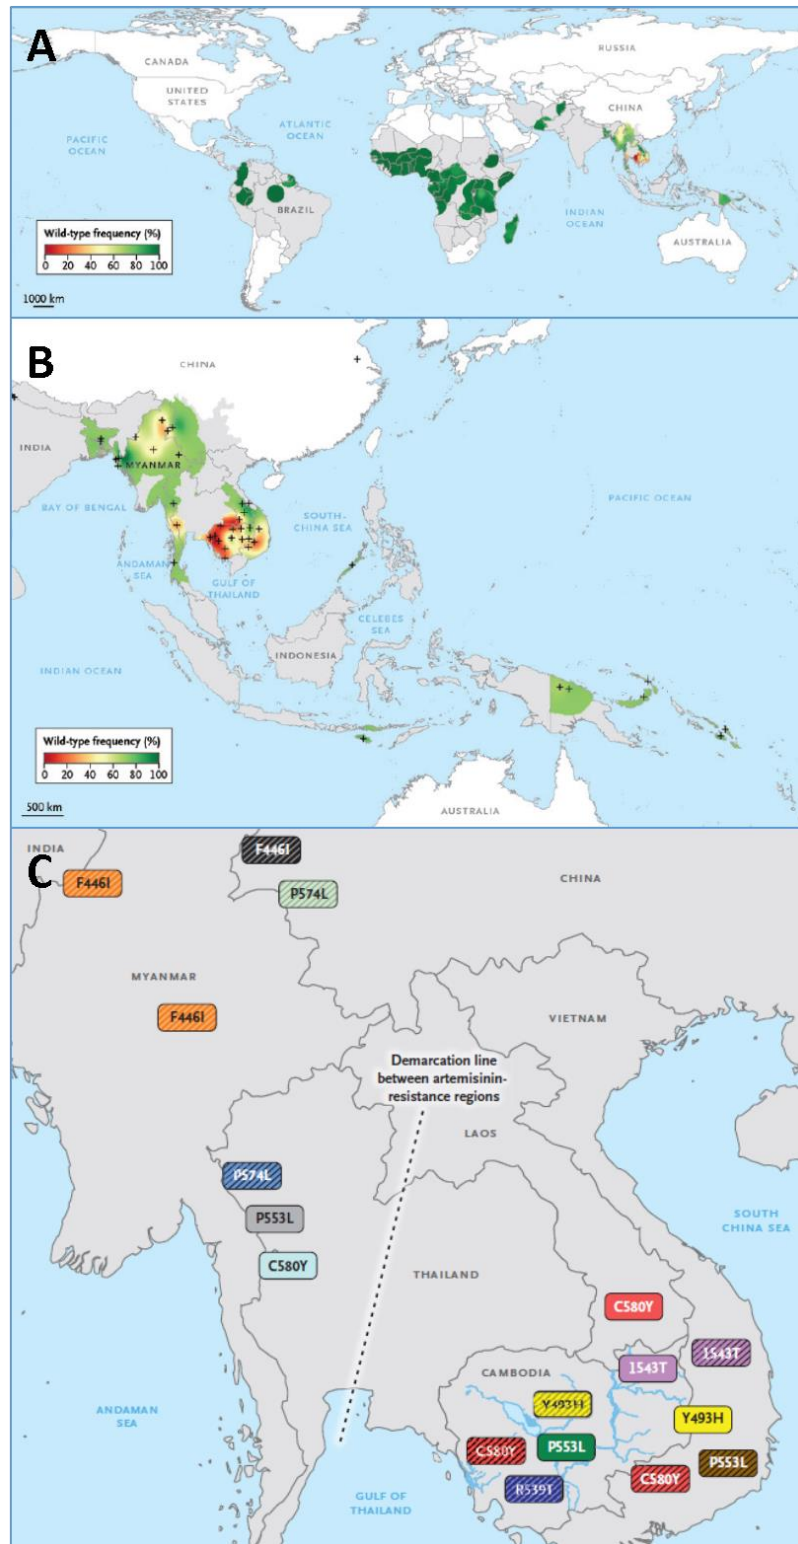 A
CANADA
RUSSIA
UNITED
STATES
CHINA
ATLANTIC
OCEAN
PACIFIC
OCEAN
BRAZIL
INDIAN
OCEAN
AUSTRALIA
Wild-type frequency (%)
0 20 40 60 80 100
1000 km
B
CHINA
INDIA
MYANMAR
BAY OF BENGAL
SOUTH
CHINA SEA
PACIFIC OCEAN
ANDAMAN
SEA
GULF OF
THAILAND
CELEBES
SEA
INDONESIA
INDIAN OCEAN
Wild-type frequency (%)
0 20 40 60 80 100
500 km
AUSTRALIA
C
INDIA
F446I
F446I
P574L
CHINA
MYANMAR
F446I
VIETNAM
Demarcation line
between artemisinin-
resistance regions
LAOS
P574L
P553L
C580Y
THAILAND
SOUTH
CHINA SEA
C580Y
I543T
I543T
CAMBODIA
Y493H
Y493H
ANDAMAN
SEA
C580Y
P553L
P553L
C580Y
R539T
GULF OF
THAILAND